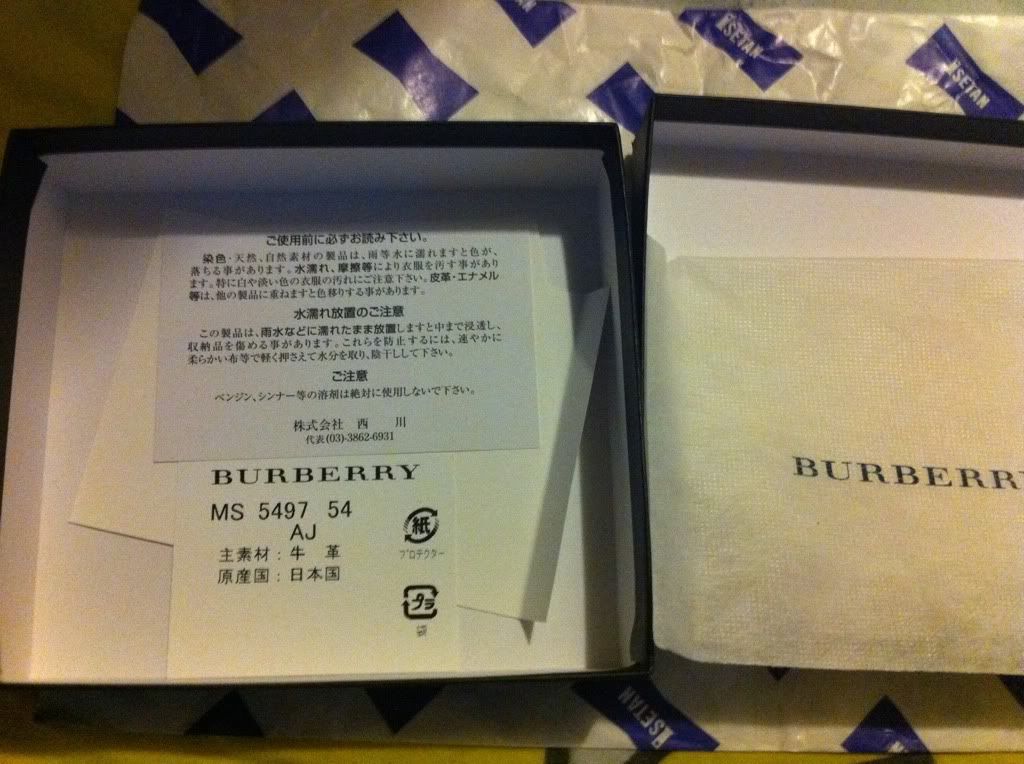 ISETAN
ISETAN
ご使用前に必ずお読み下さい。
染色・天然、自然素材の製品は、雨等水に濡れますと色が、
落ちる事があります。水濡れ、摩擦等により衣服を汚す事があり
ます。特に白や淡い色の衣服の汚れにご注意下さい。皮革・エナメル
等は、他の製品に重ねますと色移りする事があります。
水濡れ放置のご注意
この製品は、雨水などに濡れたまま放置しますと中まで浸透し、
収納品を傷める事があります。これらを防止するには、速やかに
柔らかい布等で軽く押さえて水分を取り、陰干しして下さい。
ご注意
ベンジン、シンナー等の溶剤は絶対に使用しないで下さい。
株式会社 西 川
代表(03)-3862-6931
BURBERRY
MS 5497 54
AJ
主素材：牛 革
原産国：日本国
紙
プロテクター
プラ
袋
BURBERRY
ISETAN